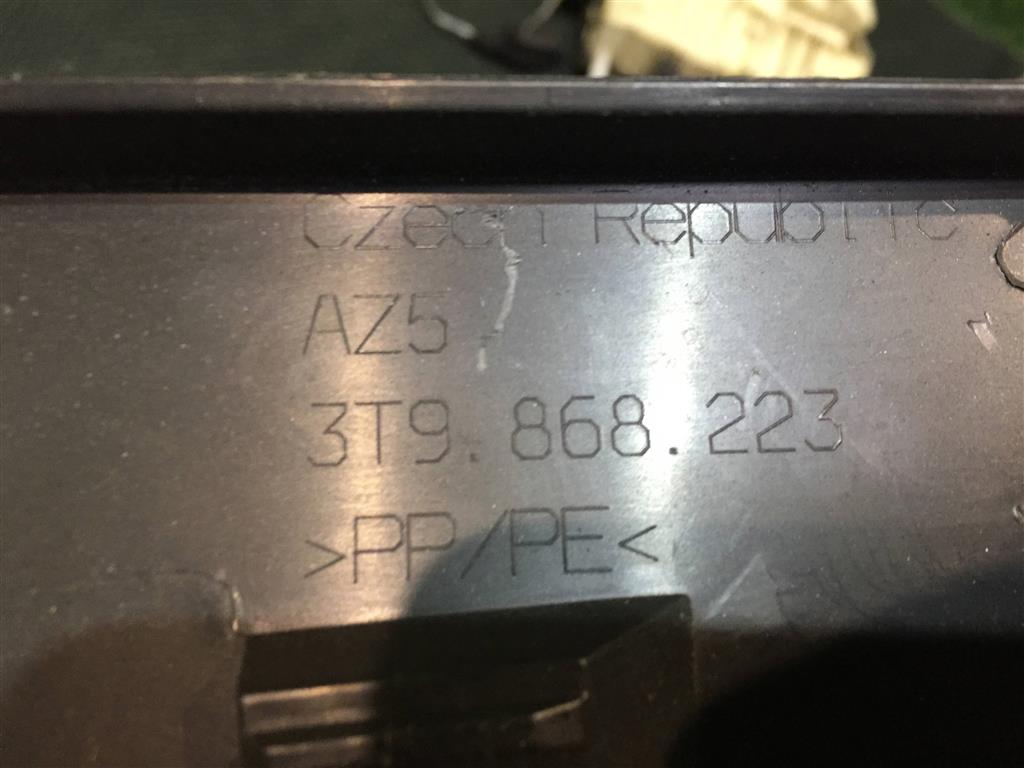 Czech Republic
AZ5
3T9.868.223
>PP/PE<